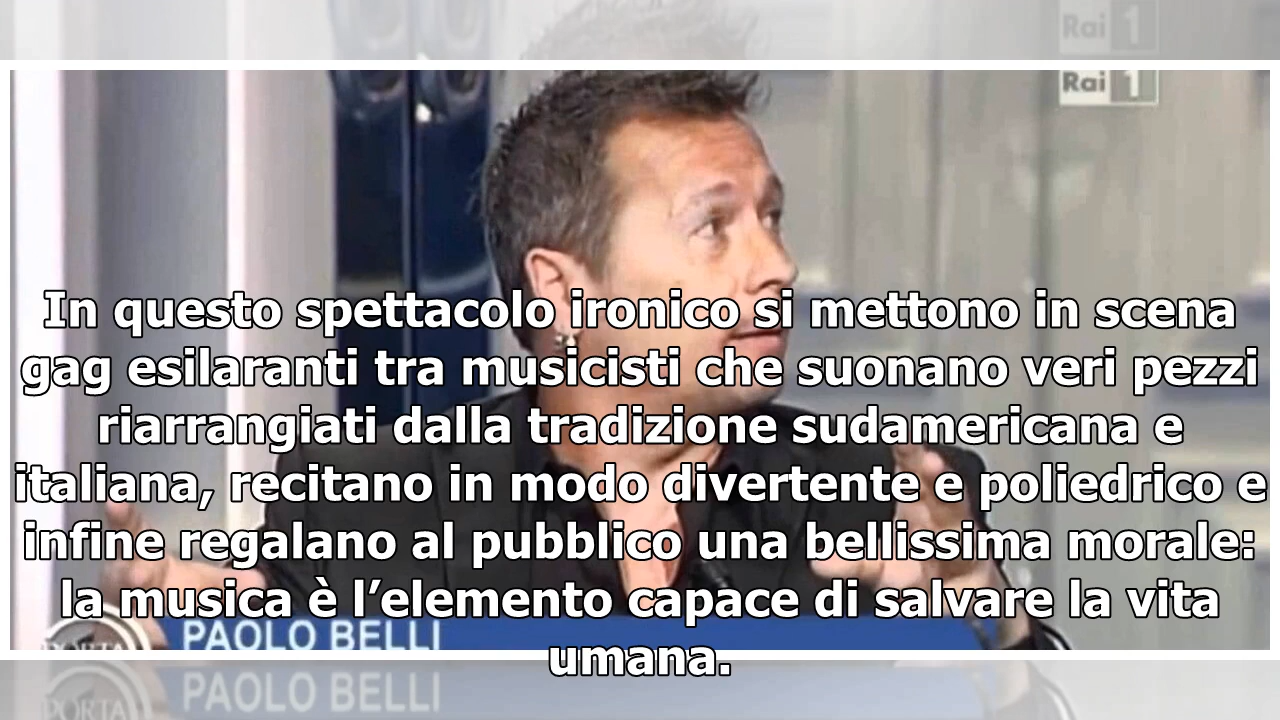 Rai 1
Rai 1
In questo spettacolo ironico si mettono in scena
gag esilaranti tra musicisti che suonano veri pezzi
riarrangiati dalla tradizione sudamericana e
italiana, recitano in modo divertente e poliedrico e
infine regalano al pubblico una bellissima morale:
la musica è l’elemento capace di salvare la vita
umana.
PORTA
PAOLO BELLI
PORTA
PAOLO BELLI